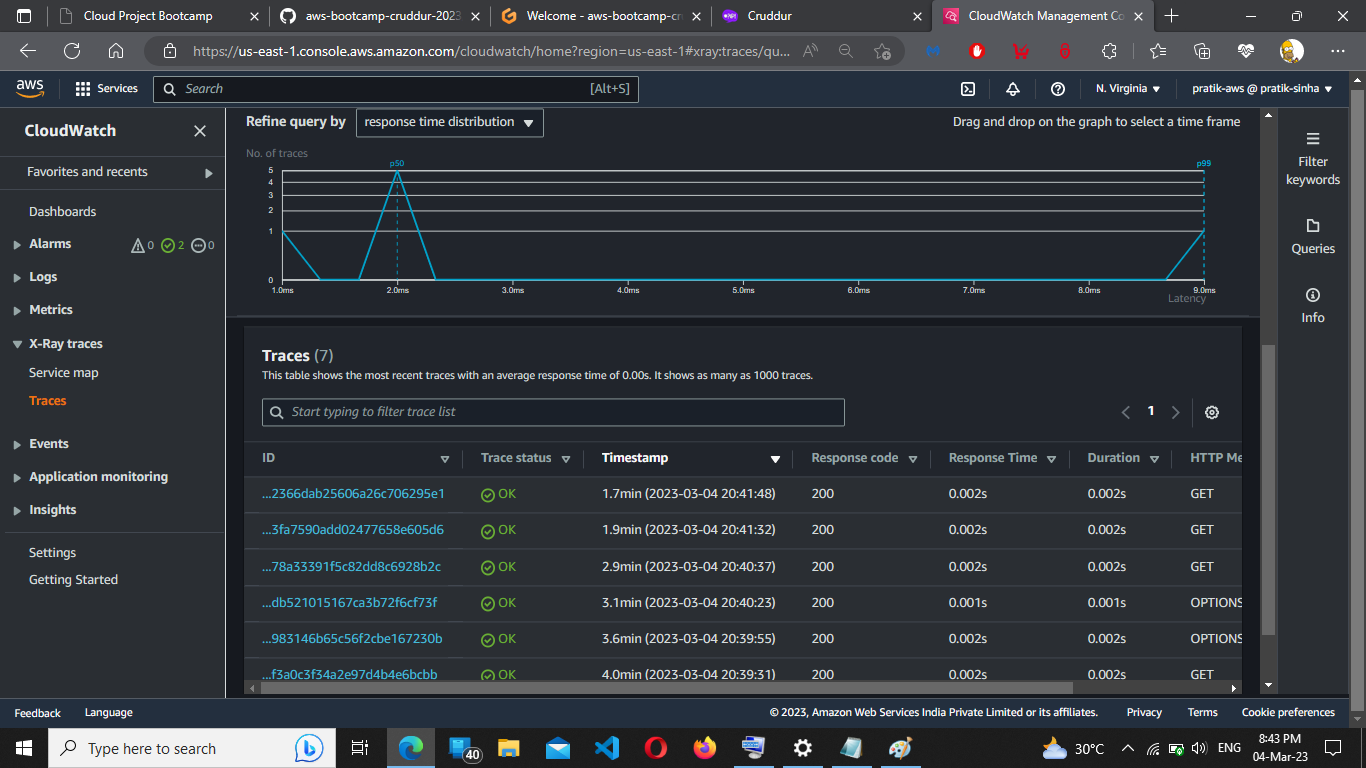 Cloud Project Bootcamp
aws-bootcamp-cruddur-2023
Welcome - aws-bootcamp-cr
Cruddur
CloudWatch Management Co
https://us-east-1.console.aws.amazon.com/cloudwatch/home?region=us-east-1#xray:traces/qu...
aws
Services
Search
[Alt+S]
N. Virginia
pratik-aws @ pratik-sinha
CloudWatch
Favorites and recents
Dashboards
Alarms
0
2
0
Logs
Metrics
X-Ray traces
Service map
Traces
Events
Application monitoring
Insights
Settings
Getting Started
Refine query by
response time distribution
Drag and drop on the graph to select a time frame
No. of traces
p50
p99
5
4
3
2
1
0
1.0ms 2.0ms 3.0ms 4.0ms 5.0ms 6.0ms 7.0ms 8.0ms 9.0ms
Latency
Traces (7)
This table shows the most recent traces with an average response time of 0.00s. It shows as many as 1000 traces.
Start typing to filter trace list
1
ID Trace status Timestamp Response code Response Time Duration HTTP Me
...2366dab25606a26c706295e1 OK 1.7min (2023-03-04 20:41:48) 200 0.002s 0.002s GET
...3fa7590add02477658e605d6 OK 1.9min (2023-03-04 20:41:32) 200 0.002s 0.002s GET
...78a33391f5c82dd8c6928b2c OK 2.9min (2023-03-04 20:40:37) 200 0.002s 0.002s GET
...db521015167ca3b72f6cf73f OK 3.1min (2023-03-04 20:40:23) 200 0.001s 0.001s OPTIONS
...983146b65c56f2cbe167230b OK 3.6min (2023-03-04 20:39:55) 200 0.002s 0.002s OPTIONS
...f3a0c3f34a2e97d4b4e6bcbb OK 4.0min (2023-03-04 20:39:31) 200 0.002s 0.002s GET
Filter
keywords
Queries
Info
Feedback
Language
© 2023, Amazon Web Services India Private Limited or its affiliates.
Privacy
Terms
Cookie preferences
Type here to search
40
30°C
ENG
8:43 PM
04-Mar-23